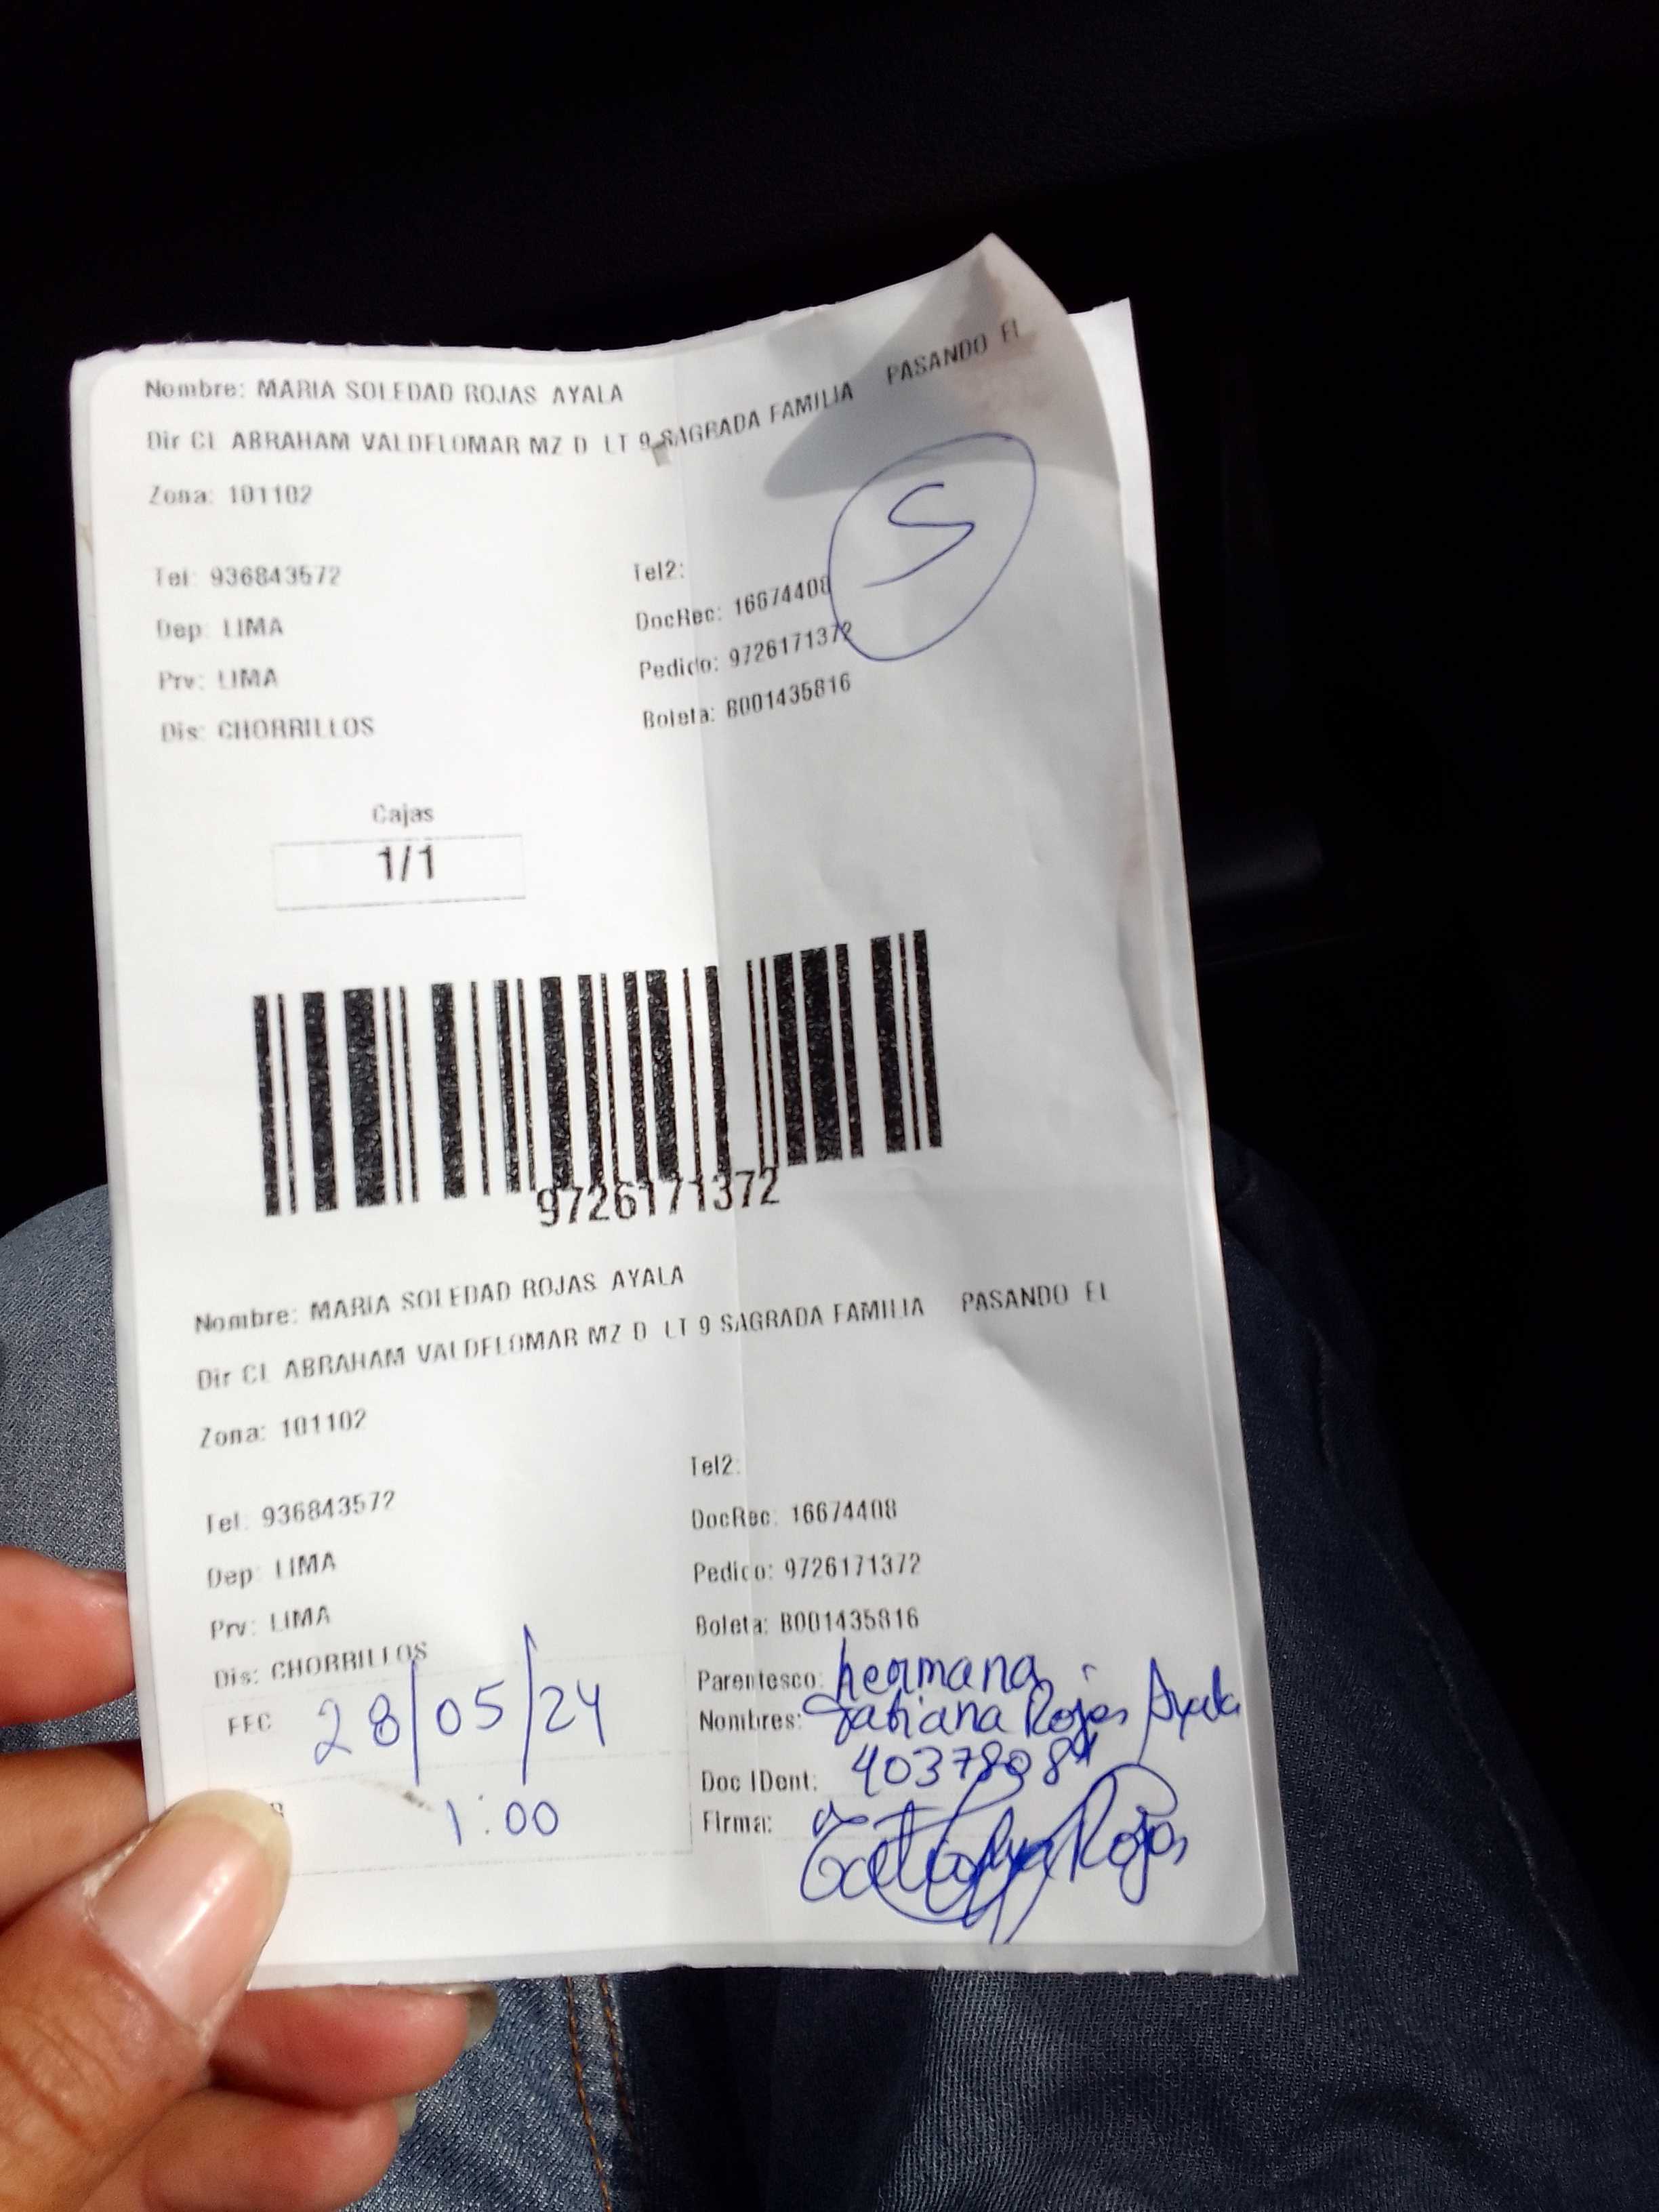 Nombre: MARIA SOLEDAD ROJAS AYALA
Dir CL ABRAHAM VALDELOMAR MZ D LT 9 SAGRADA FAMILIA PASANDO EL
Zona: 101102
S
Tel: 936843572 Tel2:
Dep: LIMA DocRec: 16674408
Prv: LIMA Pedido: 9726171372
Dis: CHORRILLOS Boleta: B001435816
Cajas
1/1
9726171372
Nombre: MARIA SOLEDAD ROJAS AYALA
Dir CL ABRAHAM VALDELOMAR MZ D LT 9 SAGRADA FAMILIA PASANDO EL
Zona: 101102
Tel2:
Tel: 936843572 DocRec: 16674408
Dep: LIMA Pedido: 9726171372
Prv: LIMA Boleta: B001435816
Dis: CHORRILLOS Parentesco: hermana
FEC 28/05/24 Nombres: Tatiana Rojas Ayala
Doc IDent:
1:00 Firma: Rojas